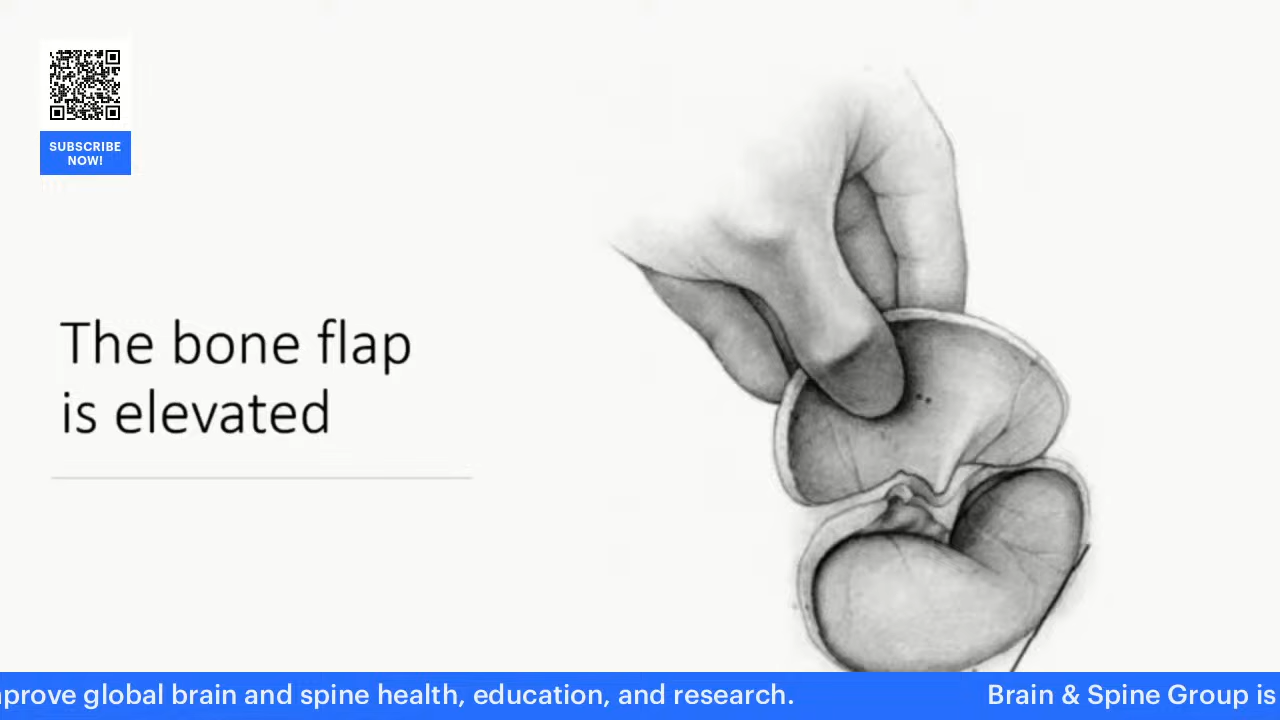 SUBSCRIBE
NOW!
The bone flap
is elevated
prove global brain and spine health, education, and research.
Brain & Spine Group is